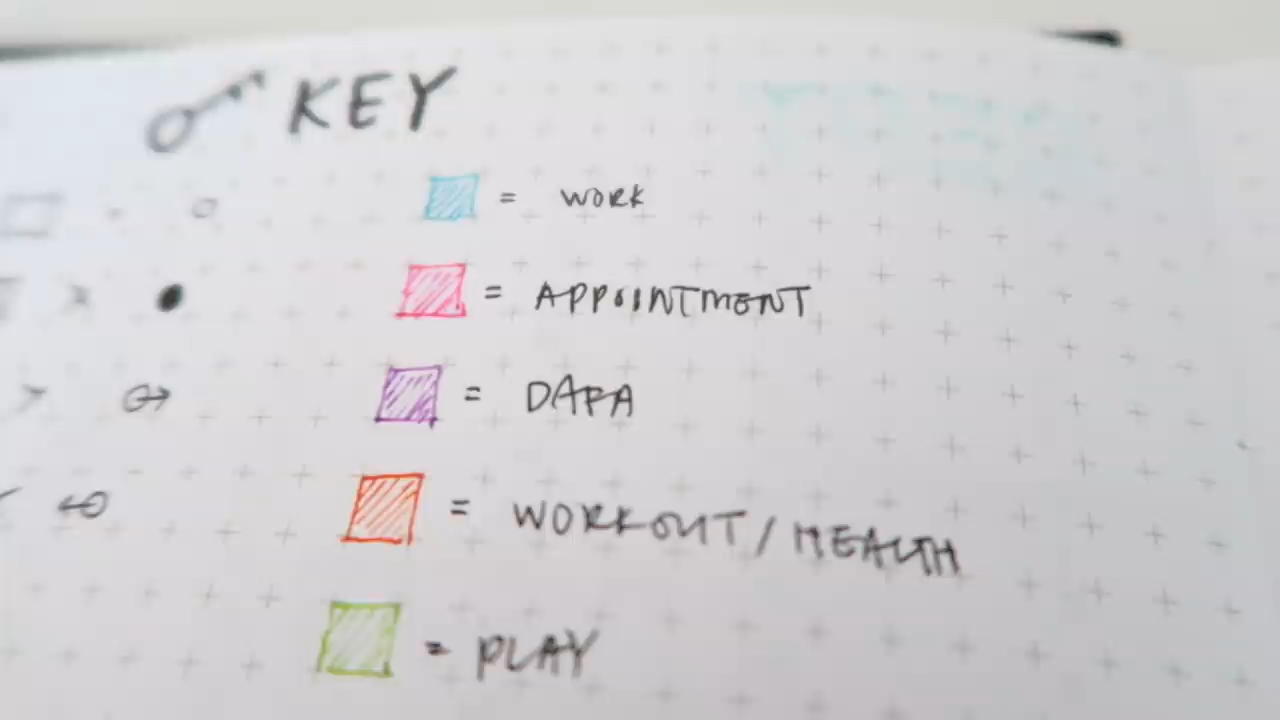 KEY
= WORK
= APPOINTMENT
= DAPA
= WORKOUT/HEALTH
= PLAY